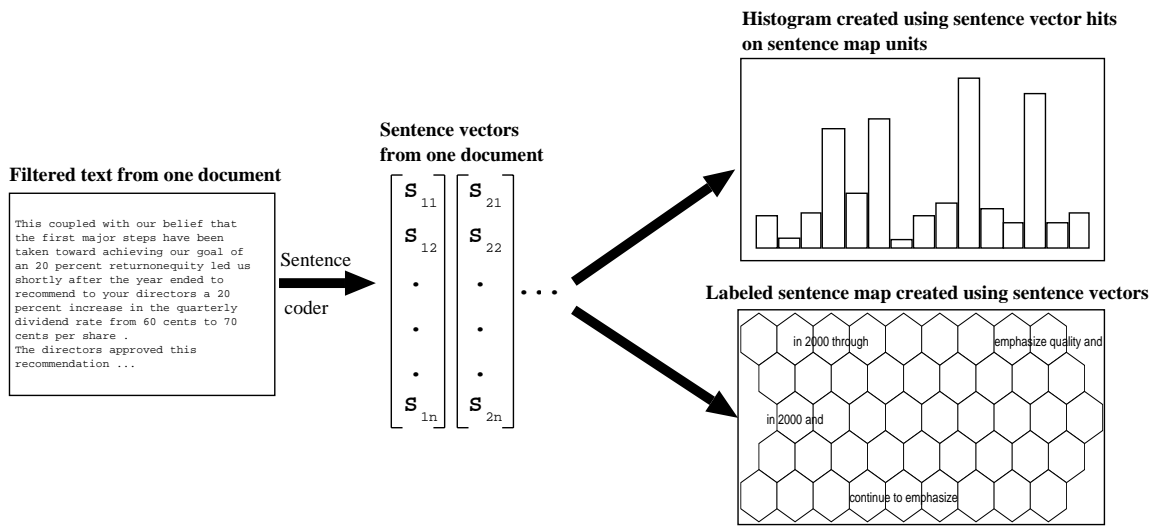 Filtered text from one document
This coupled with our belief that
the first major steps have been
taken toward achieving our goal of
an 20 percent returnonequity led us
shortly after the year ended to
recommend to your directors a 20
percent increase in the quarterly
dividend rate from 60 cents to 70
cents per share .
The directors approved this
recommendation ...
Sentence
coder
Sentence vectors
from one document
S11 S21
S12 S22
. .
. .
. .
S1n S2n
...
Histogram created using sentence vector hits
on sentence map units
Labeled sentence map created using sentence vectors
in 2000 through
emphasize quality and
in 2000 and
continue to emphasize